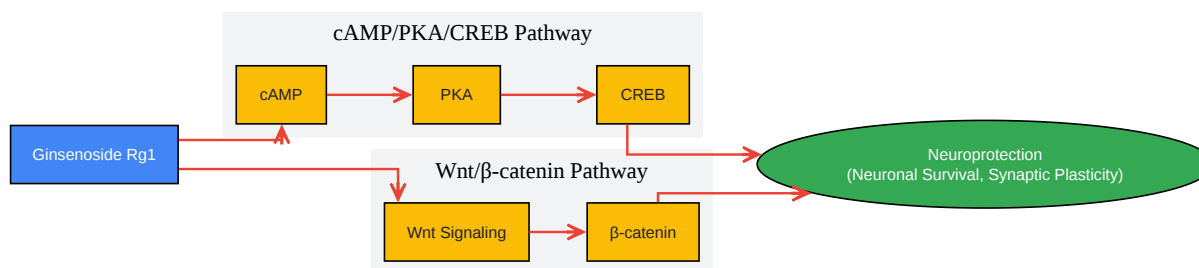 cAMP/PKA/CREB Pathway
cAMP
PKA
CREB
Ginsenoside Rg1
Neuroprotection
(Neuronal Survival, Synaptic Plasticity)
Wnt/β-catenin Pathway
Wnt Signaling
β-catenin